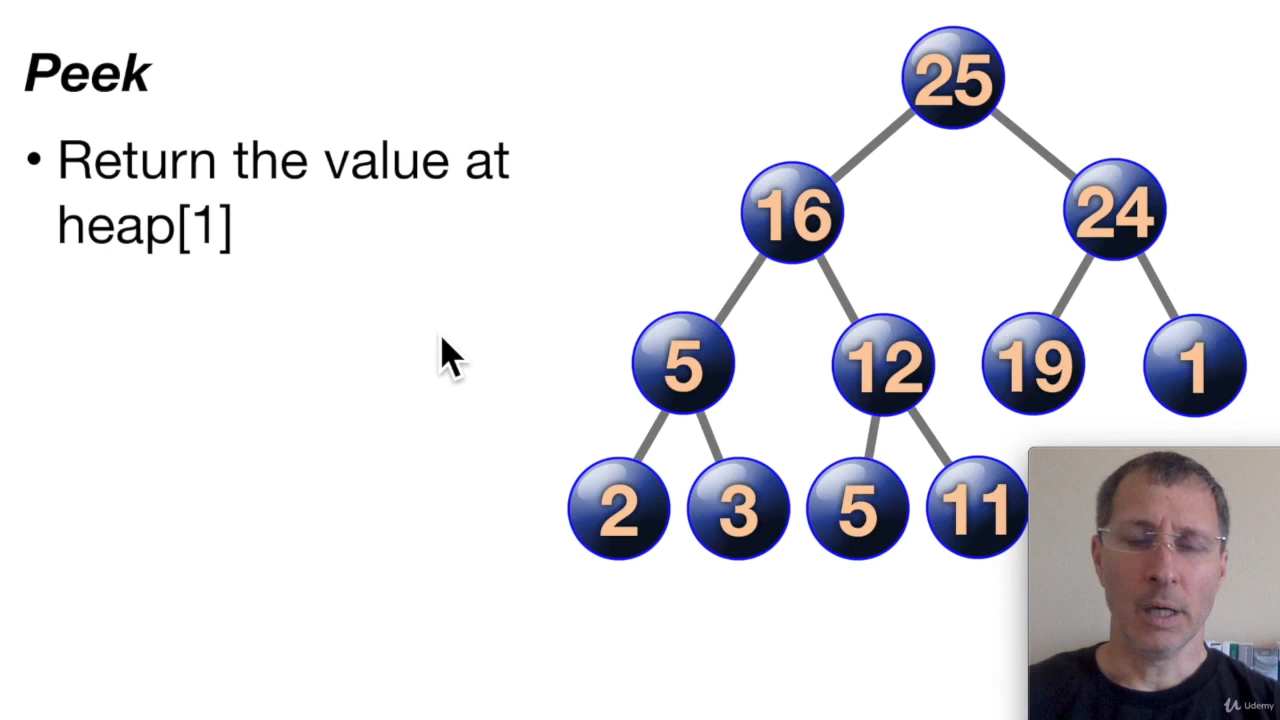 Peek
• Return the value at
heap[1]
25
16
24
5
12
19
1
2
3
5
11
Udemy